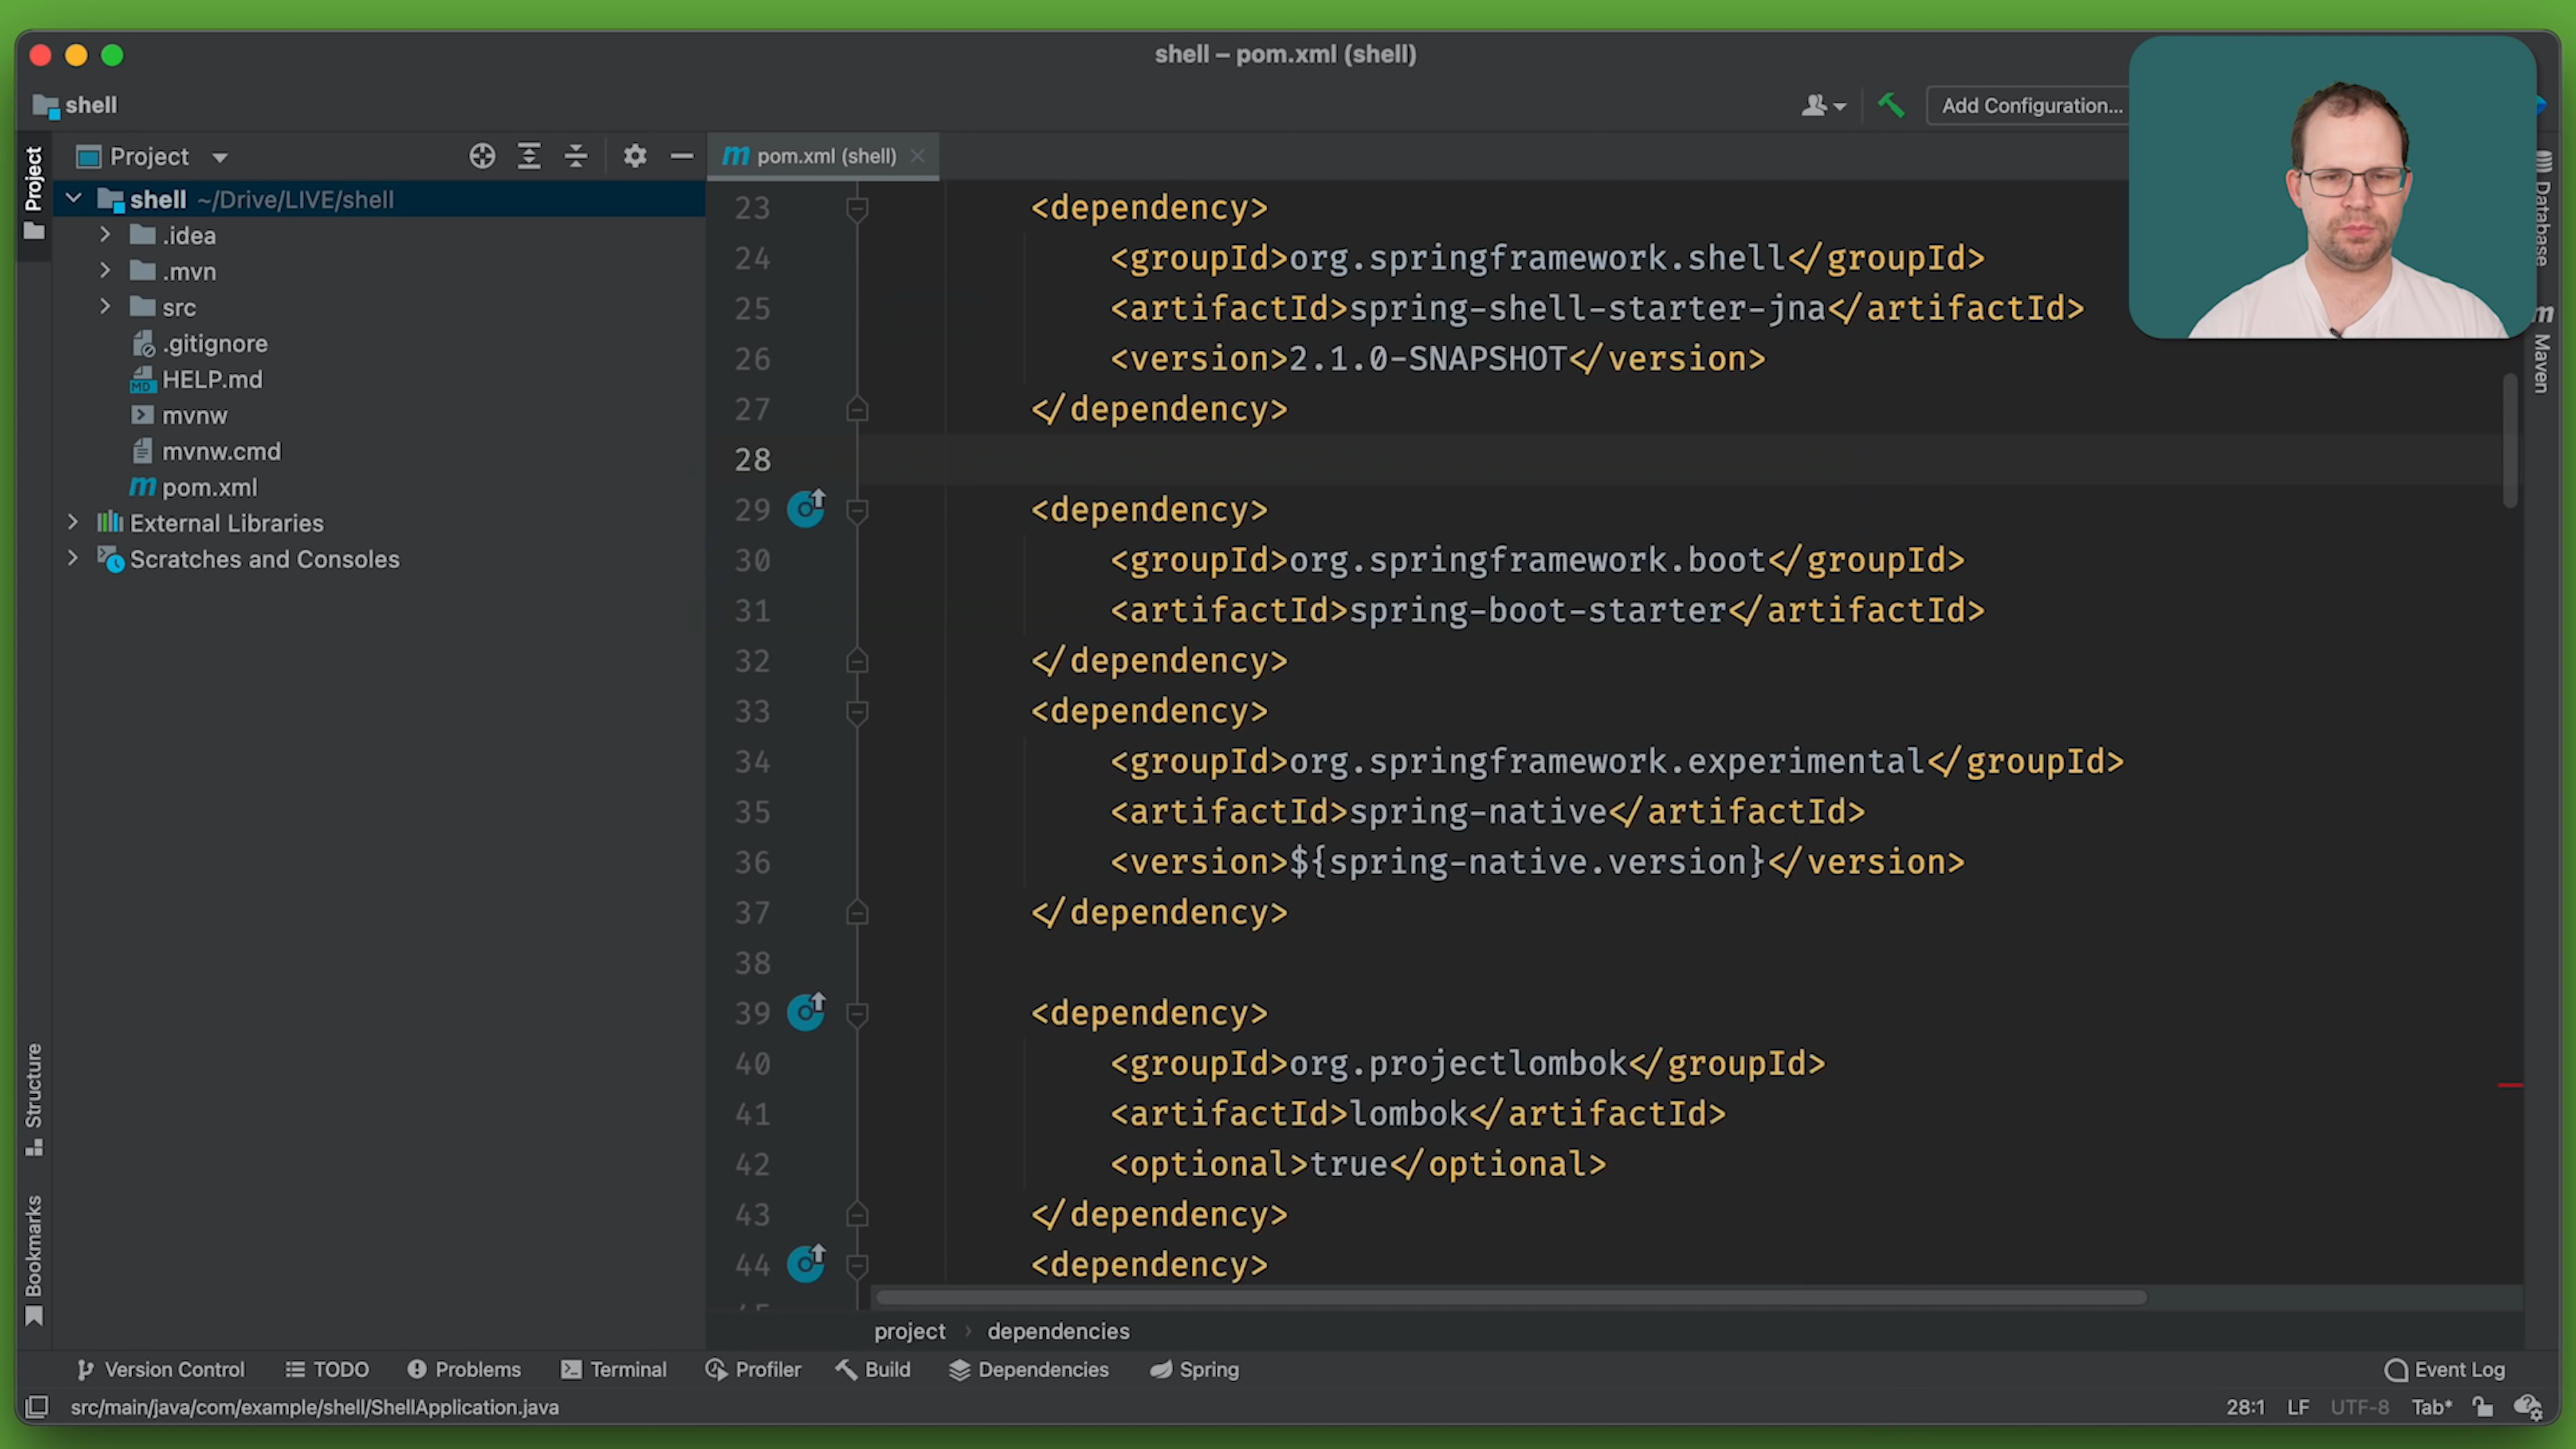 shell – pom.xml (shell)
shell
Add Configuration...
Project
Project
pom.xml (shell)
shell ~/Drive/LIVE/shell
.idea
.mvn
src
.gitignore
HELP.md
MD
mvnw
mvnw.cmd
pom.xml
External Libraries
Scratches and Consoles
23 <dependency>
24 <groupId>org.springframework.shell</groupId>
25 <artifactId>spring-shell-starter-jna</artifactId>
26 <version>2.1.0-SNAPSHOT</version>
27 </dependency>
28
29 <dependency>
30 <groupId>org.springframework.boot</groupId>
31 <artifactId>spring-boot-starter</artifactId>
32 </dependency>
33 <dependency>
34 <groupId>org.springframework.experimental</groupId>
35 <artifactId>spring-native</artifactId>
36 <version>${spring-native.version}</version>
37 </dependency>
38
39 <dependency>
40 <groupId>org.projectlombok</groupId>
41 <artifactId>lombok</artifactId>
42 <optional>true</optional>
43 </dependency>
44 <dependency>
Database
Maven
Structure
Bookmarks
project › dependencies
Version Control TODO Problems Terminal Profiler Build Dependencies Spring Event Log
src/main/java/com/example/shell/ShellApplication.java 28:1 LF UTF-8 Tab*